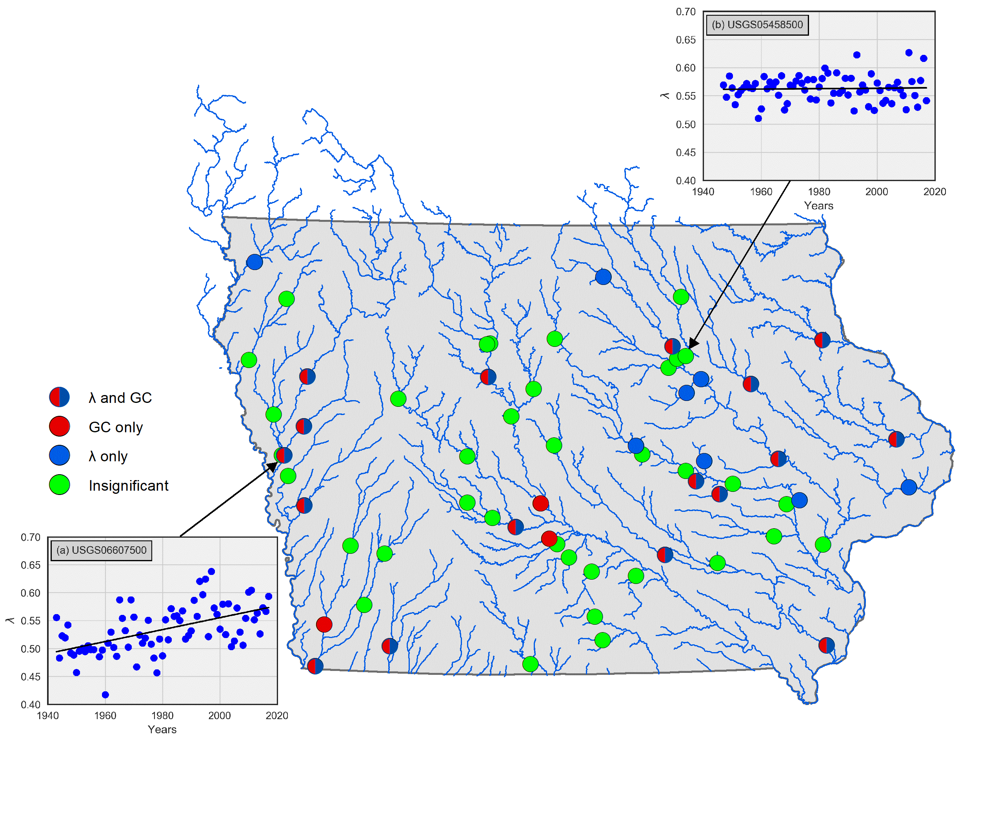 0.70
(b) USGS05458500
0.65
0.60
0.55
λ
0.50
0.45
0.40
1940 1960 1980 2000 2020
Years
λ and GC
GC only
λ only
Insignificant
0.70
(a) USGS06607500
0.65
0.60
0.55
λ
0.50
0.45
0.40
1940 1960 1980 2000 2020
Years